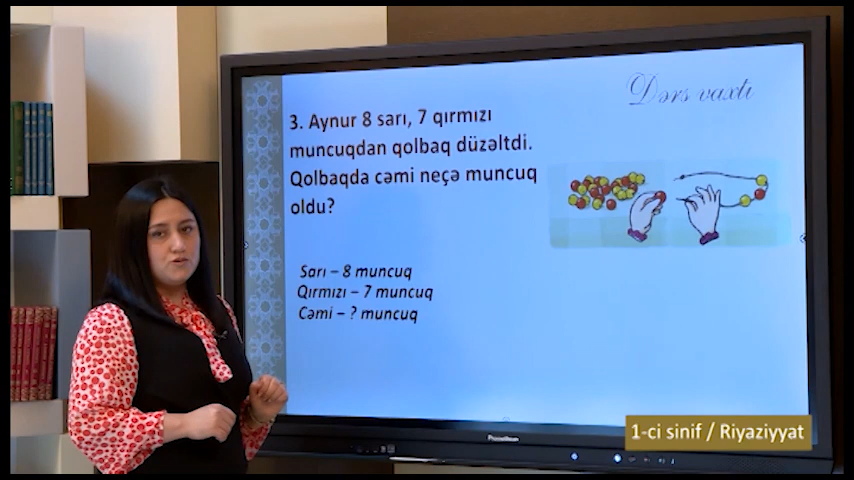 Dərs vaxtı
3. Aynur 8 sarı, 7 qırmızı
muncuqdan qolbaq düzəltdi.
Qolbaqda cəmi neçə muncuq
oldu?
Sarı – 8 muncuq
Qırmızı – 7 muncuq
Cəmi – ? muncuq
Promethean
1-ci sinif / Riyaziyyat